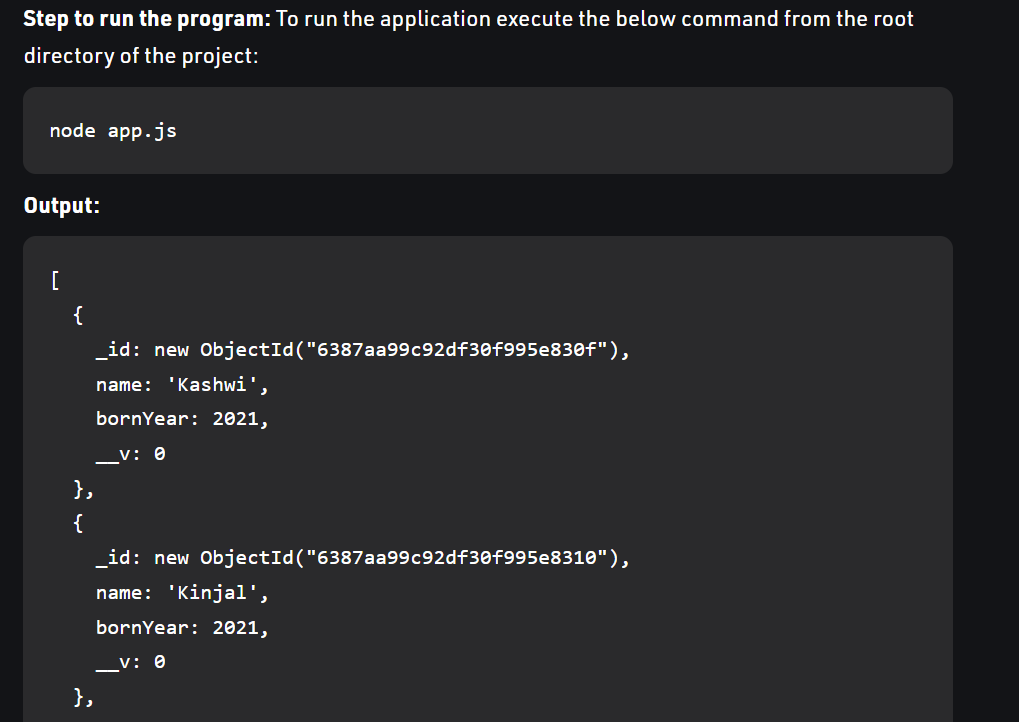 Step to run the program: To run the application execute the below command from the root
directory of the project:
node app.js
Output:
[
  {
    _id: new ObjectId("6387aa99c92df30f995e830f"),
    name: 'Kashwi',
    bornYear: 2021,
    __v: 0
  },
  {
    _id: new ObjectId("6387aa99c92df30f995e8310"),
    name: 'Kinjal',
    bornYear: 2021,
    __v: 0
  },